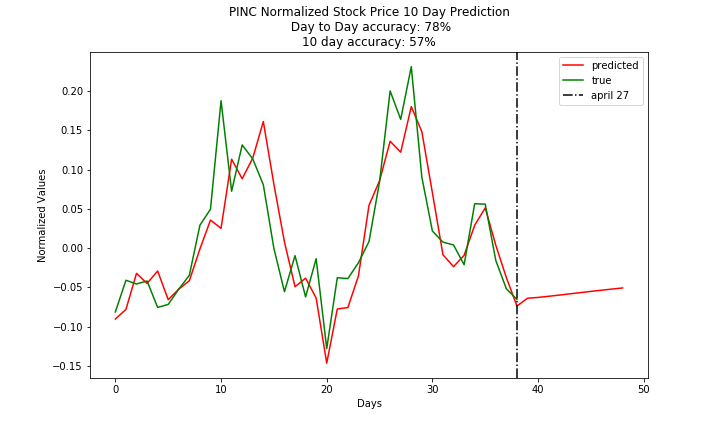 PINC Normalized Stock Price 10 Day Prediction
Day to Day accuracy: 78%
10 day accuracy: 57%
predicted
true
april 27
Normalized Values
0.20
0.15
0.10
0.05
0.00
−0.05
−0.10
−0.15
0 10 20 30 40 50
Days